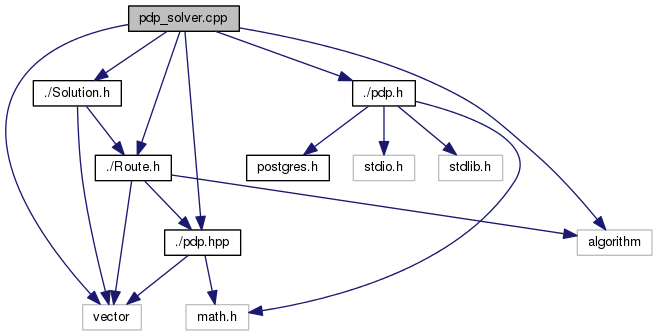 pdp_solver.cpp
./Solution.h
./pdp.h
./Route.h
postgres.h
stdio.h
stdlib.h
./pdp.hpp
algorithm
vector
math.h